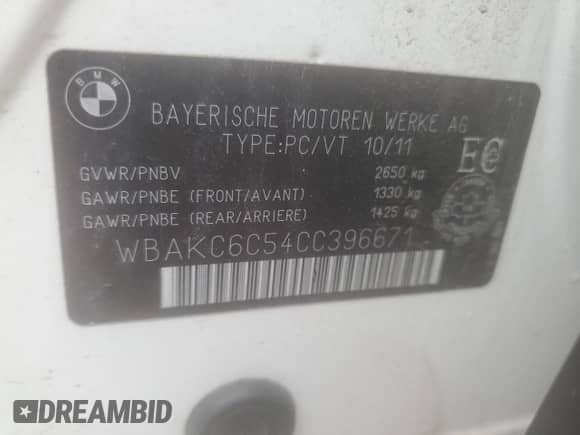 BMW
BAYERISCHE MOTOREN WERKE AG
TYPE:PC/VT 10/11
EC
GVWR/PNBV 2650 kg
GAWR/PNBE (FRONT/AVANT) 1330 kg
GAWR/PNBE (REAR/ARRIERE) 1425 kg
WBAKC6C54CC396671
DREAMBID